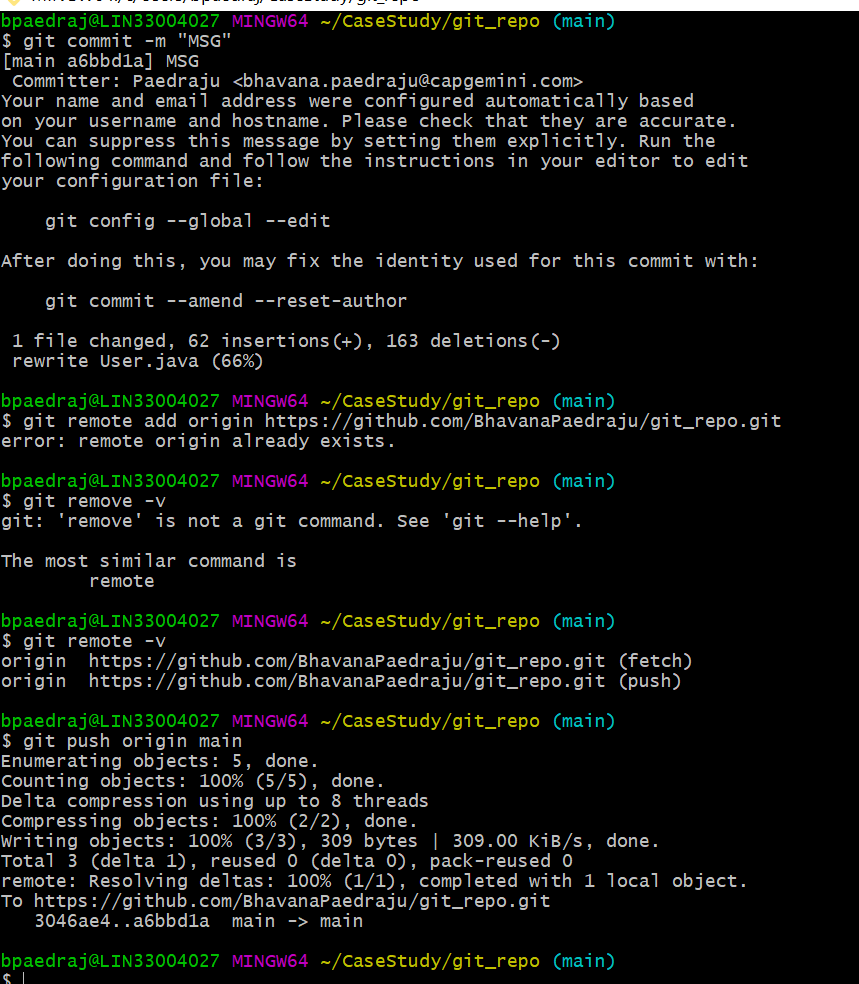 bpaedraj@LIN33004027 MINGW64 ~/CaseStudy/git_repo (main)
$ git commit -m "MSG"
[main a6bbd1a] MSG
 Committer: Paedraju <bhavana.paedraju@capgemini.com>
Your name and email address were configured automatically based
on your username and hostname. Please check that they are accurate.
You can suppress this message by setting them explicitly. Run the
following command and follow the instructions in your editor to edit
your configuration file:

    git config --global --edit

After doing this, you may fix the identity used for this commit with:

    git commit --amend --reset-author

 1 file changed, 62 insertions(+), 163 deletions(-)
 rewrite User.java (66%)

bpaedraj@LIN33004027 MINGW64 ~/CaseStudy/git_repo (main)
$ git remote add origin https://github.com/BhavanaPaedraju/git_repo.git
error: remote origin already exists.

bpaedraj@LIN33004027 MINGW64 ~/CaseStudy/git_repo (main)
$ git remove -v
git: 'remove' is not a git command. See 'git --help'.

The most similar command is
        remote

bpaedraj@LIN33004027 MINGW64 ~/CaseStudy/git_repo (main)
$ git remote -v
origin  https://github.com/BhavanaPaedraju/git_repo.git (fetch)
origin  https://github.com/BhavanaPaedraju/git_repo.git (push)

bpaedraj@LIN33004027 MINGW64 ~/CaseStudy/git_repo (main)
$ git push origin main
Enumerating objects: 5, done.
Counting objects: 100% (5/5), done.
Delta compression using up to 8 threads
Compressing objects: 100% (2/2), done.
Writing objects: 100% (3/3), 309 bytes | 309.00 KiB/s, done.
Total 3 (delta 1), reused 0 (delta 0), pack-reused 0
remote: Resolving deltas: 100% (1/1), completed with 1 local object.
To https://github.com/BhavanaPaedraju/git_repo.git
   3046ae4..a6bbd1a  main -> main

bpaedraj@LIN33004027 MINGW64 ~/CaseStudy/git_repo (main)
$